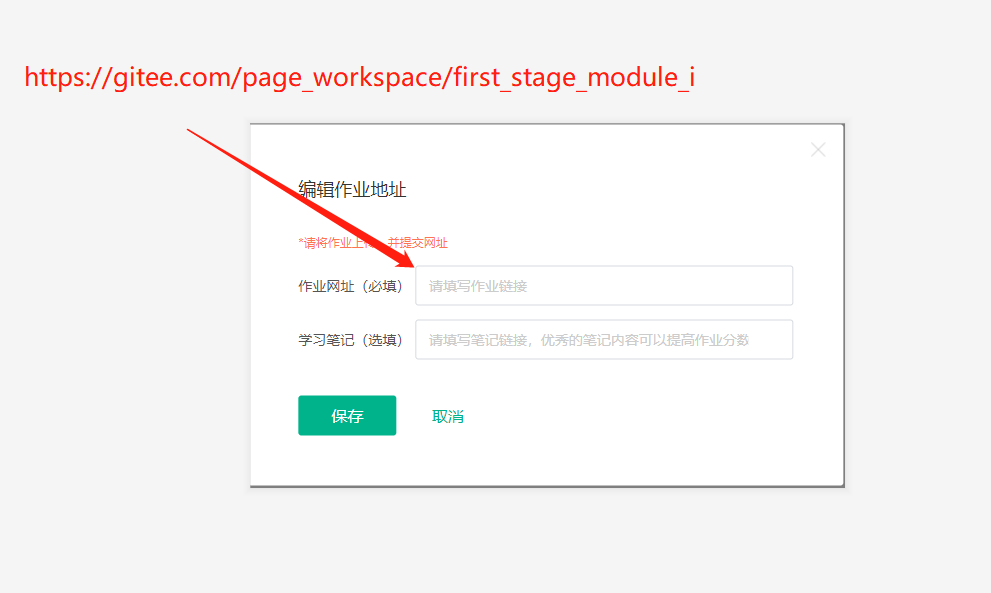 https://gitee.com/page_workspace/first_stage_module_i
编辑作业地址
*请将作业上 并提交网址
作业网址（必填） 请填写作业链接
学习笔记（选填） 请填写笔记链接，优秀的笔记内容可以提高作业分数
保存 取消